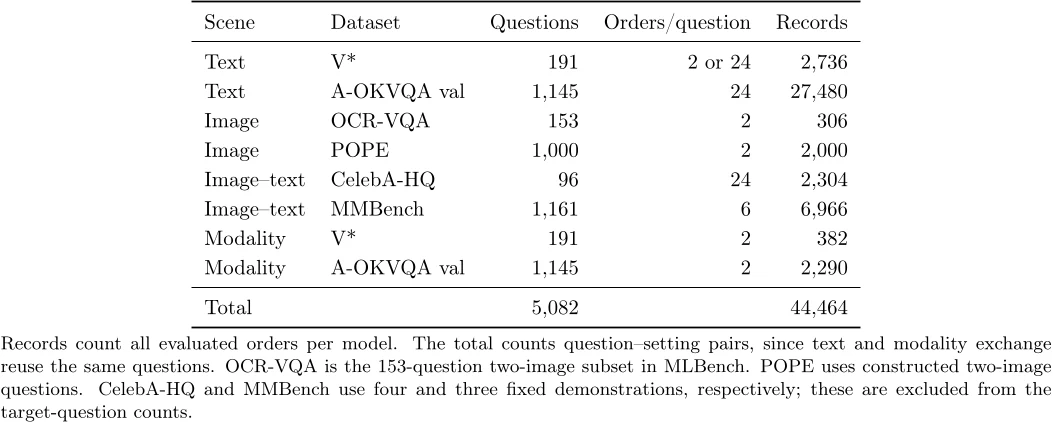 Scene Dataset Questions Orders/question Records
Text V* 191 2 or 24 2,736
Text A-OKVQA val 1,145 24 27,480
Image OCR-VQA 153 2 306
Image POPE 1,000 2 2,000
Image–text CelebA-HQ 96 24 2,304
Image–text MMBench 1,161 6 6,966
Modality V* 191 2 382
Modality A-OKVQA val 1,145 2 2,290
Total 5,082 44,464
Records count all evaluated orders per model. The total counts question–setting pairs, since text and modality exchange
reuse the same questions. OCR-VQA is the 153-question two-image subset in MLBench. POPE uses constructed two-image
questions. CelebA-HQ and MMBench use four and three fixed demonstrations, respectively; these are excluded from the
target-question counts.